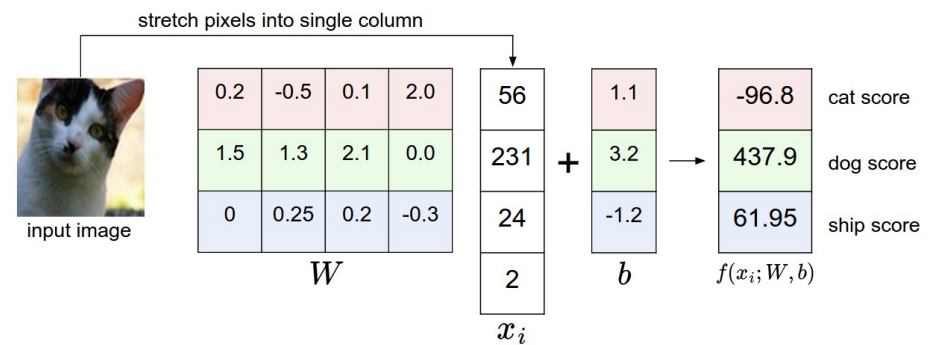 stretch pixels into single column
input image
0.2 -0.5 0.1 2.0
1.5 1.3 2.1 0.0
0 0.25 0.2 -0.3
W
56
231
24
2
x_i
+
1.1
3.2
-1.2
b
-96.8 cat score
437.9 dog score
61.95 ship score
f(x_i; W, b)